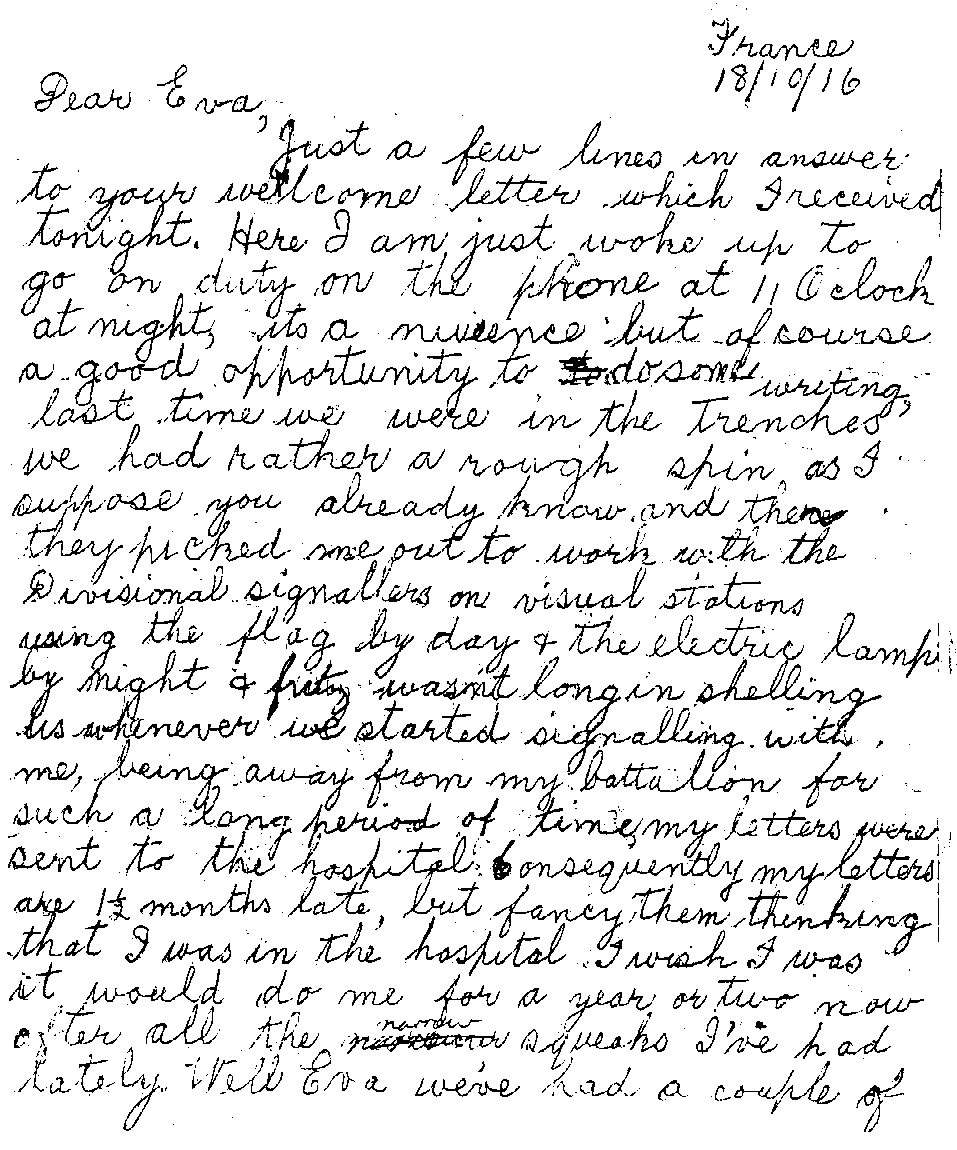 France
18/10/16
Dear Eva,
Just a few lines in answer
to your wellcome letter which I received
tonight. Here I am just woke up to
go on duty on the phone at 11 Oclock
at night, its a niucence but of course
a good opportunity to do some writing,
last time we were in the trenches
we had rather a rough spin, as I
suppose you already know and then
they picked me out to work with the
Divisional signallers on visual stations
using the flag by day & the electric lamp
by night & fritz wasn't long in shelling
us whenever we started signalling with
me, being away from my battalion for
such a long period of time, my letters were
sent to the hospital. Consequently my letters
are 1½ months late, but fancy them thinking
that I was in the hospital. I wish I was
it would do me for a year or two now
after all the narrow squeaks I've had
lately. Well Eva we've had a couple of